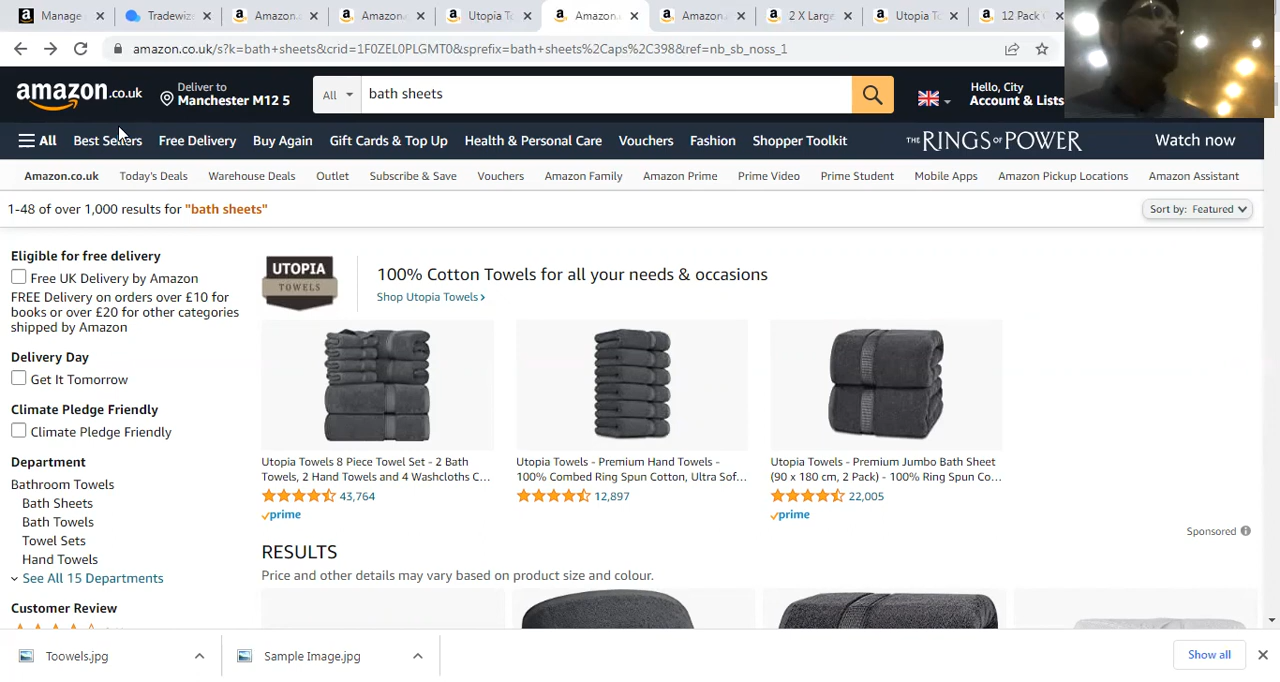 Manage
Tradewiz
Amazon.
Amazon.
Utopia To
Amazon.
Amazon.
2 X Large
Utopia To
12 Pack C
amazon.co.uk/s?k=bath+sheets&crid=1F0ZEL0PLGMT0&sprefix=bath+sheets%2Caps%2C398&ref=nb_sb_noss_1
amazon.co.uk
Deliver to
Manchester M12 5
All
bath sheets
Hello, City
Account & Lists
All
Best Sellers
Free Delivery
Buy Again
Gift Cards & Top Up
Health & Personal Care
Vouchers
Fashion
Shopper Toolkit
THE RINGS OF POWER
Watch now
Amazon.co.uk
Today's Deals
Warehouse Deals
Outlet
Subscribe & Save
Vouchers
Amazon Family
Amazon Prime
Prime Video
Prime Student
Mobile Apps
Amazon Pickup Locations
Amazon Assistant
1-48 of over 1,000 results for "bath sheets"
Sort by: Featured
Eligible for free delivery
Free UK Delivery by Amazon
FREE Delivery on orders over £10 for
books or over £20 for other categories
shipped by Amazon
Delivery Day
Get It Tomorrow
Climate Pledge Friendly
Climate Pledge Friendly
Department
Bathroom Towels
Bath Sheets
Bath Towels
Towel Sets
Hand Towels
See All 15 Departments
Customer Review
UTOPIA
TOWELS
100% Cotton Towels for all your needs & occasions
Shop Utopia Towels ›
Utopia Towels 8 Piece Towel Set - 2 Bath
Towels, 2 Hand Towels and 4 Washcloths C…
43,764
prime
Utopia Towels - Premium Hand Towels -
100% Combed Ring Spun Cotton, Ultra Sof…
12,897
Utopia Towels - Premium Jumbo Bath Sheet
(90 x 180 cm, 2 Pack) - 100% Ring Spun Co…
22,005
prime
Sponsored
RESULTS
Price and other details may vary based on product size and colour.
Toowels.jpg
Sample Image.jpg
Show all